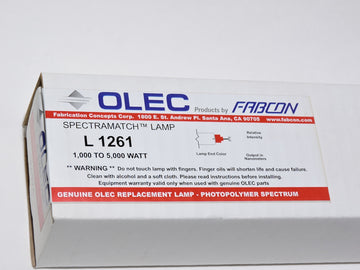 OLEC Products by FABCON
Fabrication Concepts Corp. 1800 E. St. Andrew Pl. Santa Ana, CA 90705 www.fabcon.com
SPECTRAMATCH™ LAMP
L 1261
1,000 TO 5,000 WATT
Relative
Intensity
Lamp End Color
Output in
Nanometers
** WARNING ** Do not touch lamp with fingers. Finger oils will shorten life and cause failure.
Clean with alcohol and a soft cloth. Please read instructions before installing.
Equipment warranty valid only when used with genuine OLEC parts
GENUINE OLEC REPLACEMENT LAMP - PHOTOPOLYMER SPECTRUM